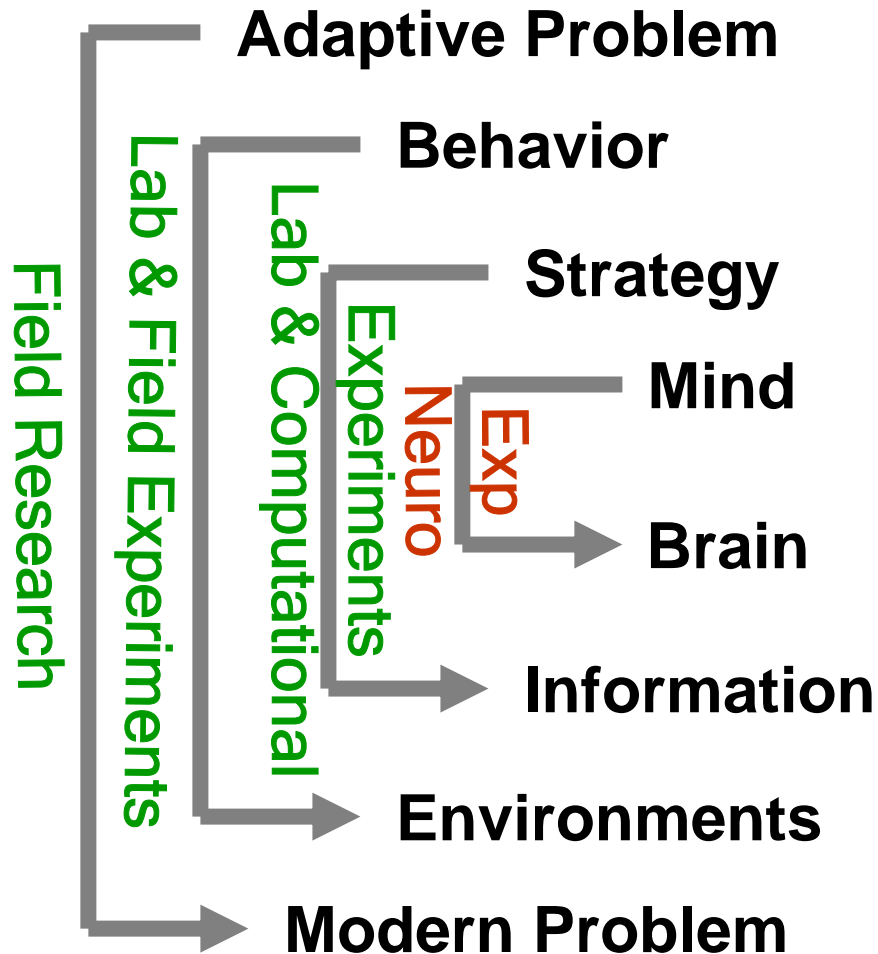 Adaptive Problem
Behavior
Strategy
Mind
Brain
Information
Environments
Modern Problem
Field Research
Lab & Field Experiments
Lab & Computational
Experiments
Neuro
Exp